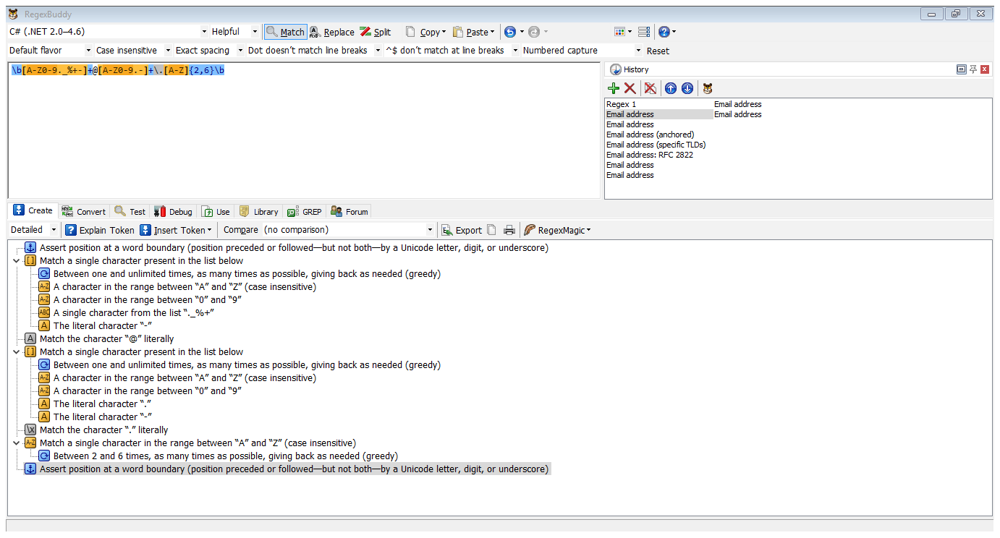 RegexBuddy
C# (.NET 2.0–4.6) Helpful Match Replace Split Copy Paste
Default flavor Case insensitive Exact spacing Dot doesn't match line breaks ^$ don't match at line breaks Numbered capture Reset
\b[A-Z0-9._%+-]+@[A-Z0-9.-]+\.[A-Z]{2,6}\b
History
Regex 1 Email address
Email address Email address
Email address
Email address (anchored)
Email address (specific TLDs)
Email address: RFC 2822
Email address
Email address
Create Convert Test Debug Use Library GREP Forum
Detailed Explain Token Insert Token Compare (no comparison) Export RegexMagic
Assert position at a word boundary (position preceded or followed—but not both—by a Unicode letter, digit, or underscore)
[] Match a single character present in the list below
Between one and unlimited times, as many times as possible, giving back as needed (greedy)
A-Z A character in the range between “A” and “Z” (case insensitive)
A-Z A character in the range between “0” and “9”
ABC A single character from the list “._%+”
A The literal character “-”
A Match the character “@” literally
[] Match a single character present in the list below
Between one and unlimited times, as many times as possible, giving back as needed (greedy)
A-Z A character in the range between “A” and “Z” (case insensitive)
A-Z A character in the range between “0” and “9”
A The literal character “.”
A The literal character “-”
\x Match the character “.” literally
A-Z Match a single character in the range between “A” and “Z” (case insensitive)
Between 2 and 6 times, as many times as possible, giving back as needed (greedy)
Assert position at a word boundary (position preceded or followed—but not both—by a Unicode letter, digit, or underscore)